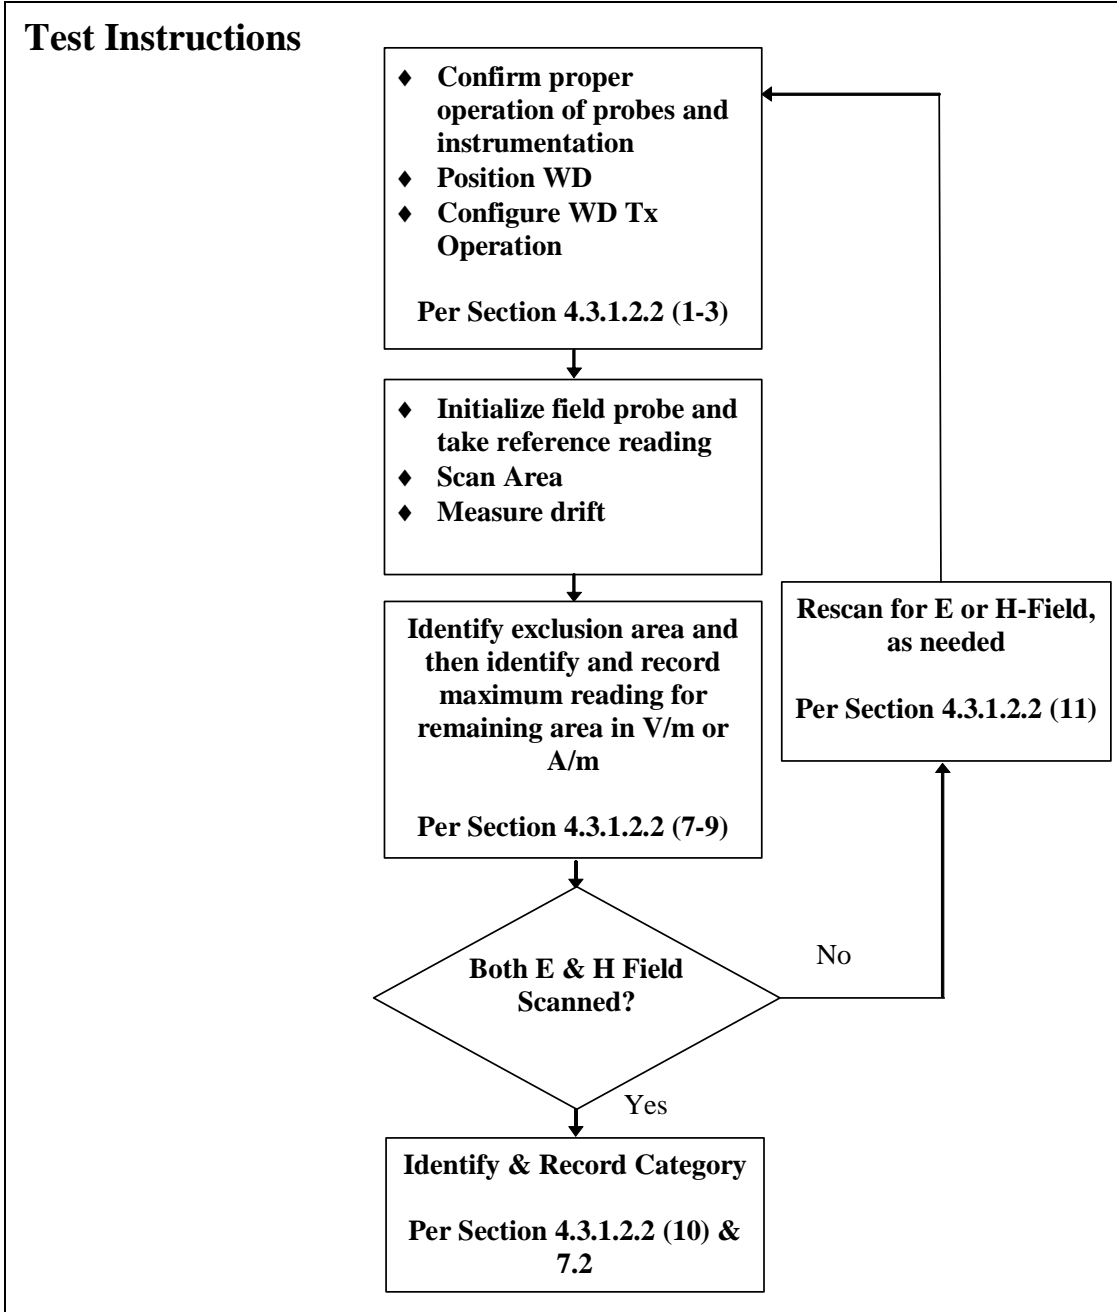 Test Instructions
♦ Confirm proper
operation of probes and
instrumentation
♦ Position WD
♦ Configure WD Tx
Operation
Per Section 4.3.1.2.2 (1-3)
♦ Initialize field probe and
take reference reading
♦ Scan Area
♦ Measure drift
Identify exclusion area and
then identify and record
maximum reading for
remaining area in V/m or
A/m
Per Section 4.3.1.2.2 (7-9)
Rescan for E or H-Field,
as needed
Per Section 4.3.1.2.2 (11)
Both E & H Field
Scanned?
No
Yes
Identify & Record Category
Per Section 4.3.1.2.2 (10) &
7.2